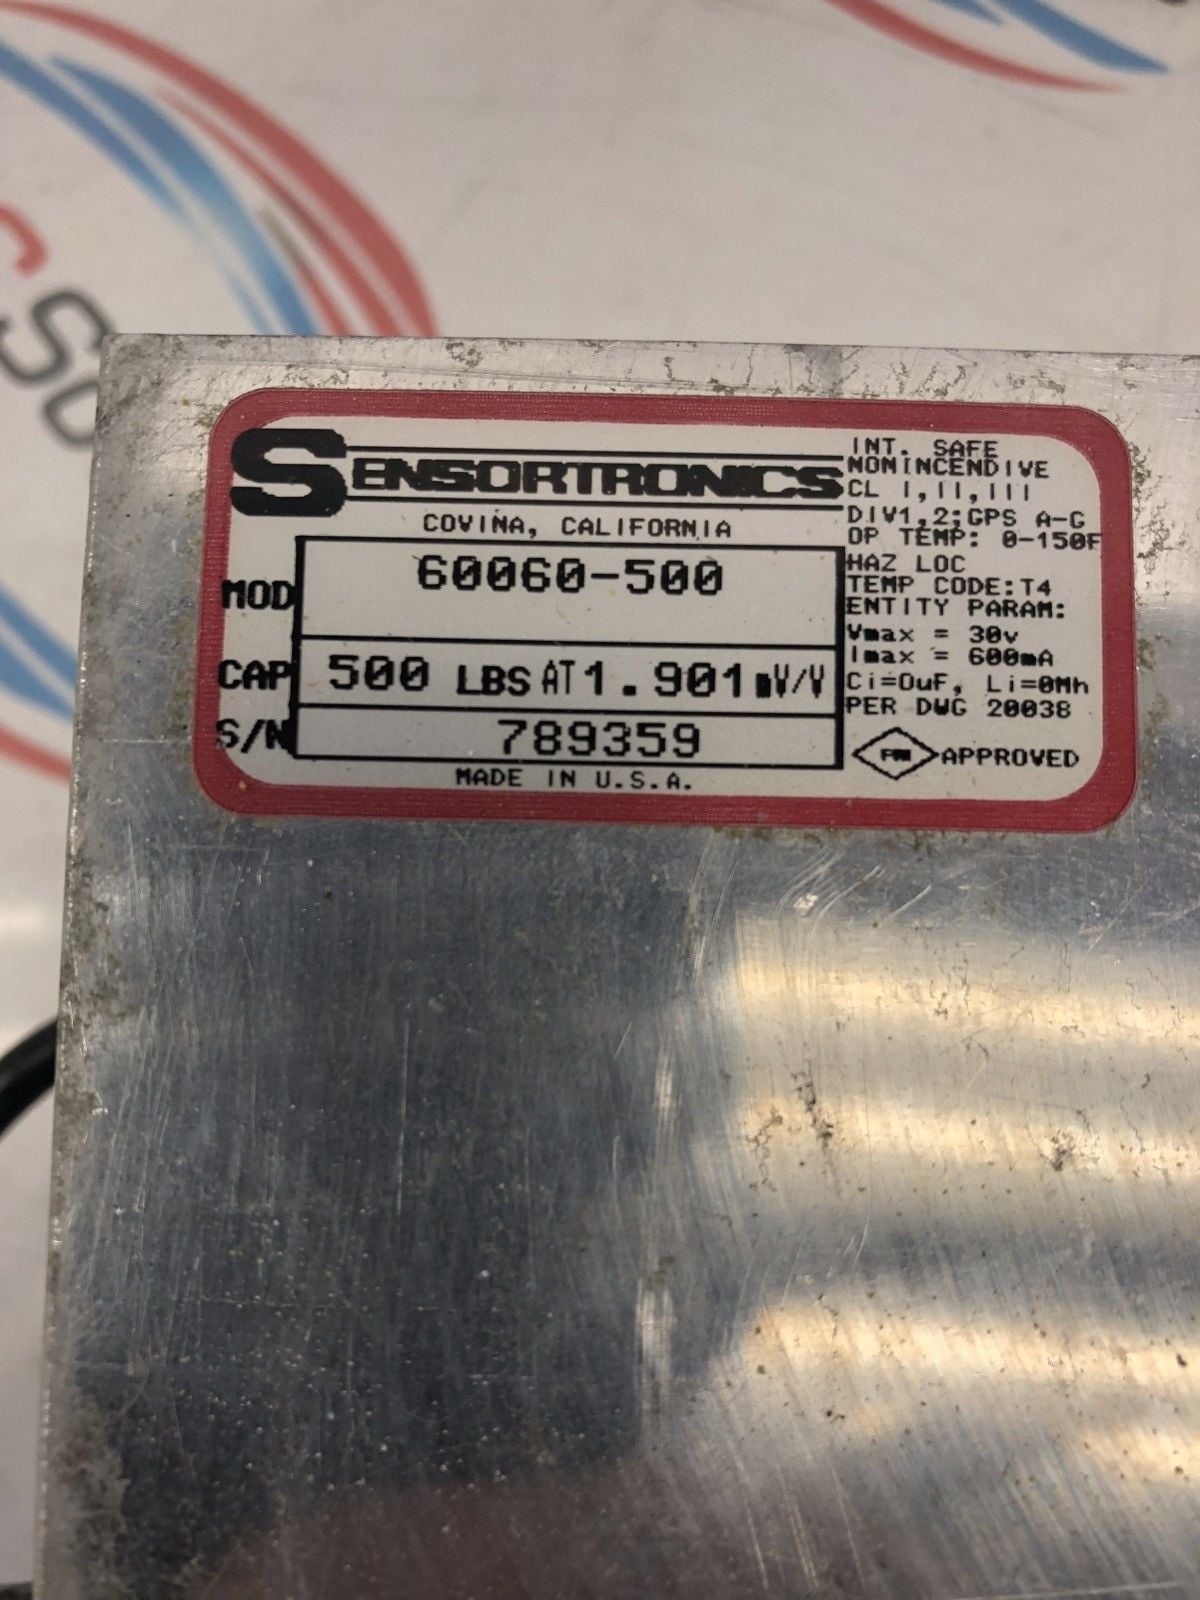 SENSORTRONICS
COVINA, CALIFORNIA
MOD 60060-500
CAP 500 LBS AT 1.901 mV/V
S/N 789359
MADE IN U.S.A.
INT. SAFE
NONINCENDIVE
CL I,II,III
DIV1,2;GPS A-G
OP TEMP: 0-150F
HAZ LOC
TEMP CODE:T4
ENTITY PARAM:
Vmax = 30v
Imax = 600mA
Ci=0uF, Li=0Mh
PER DWG 20038
FM APPROVED